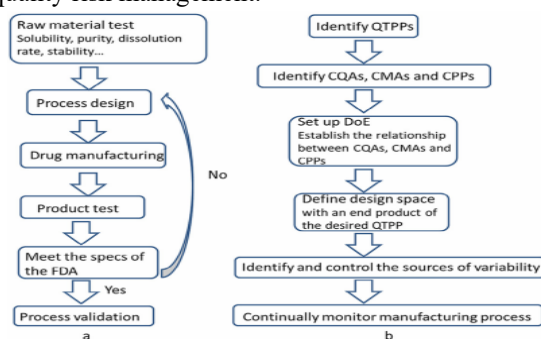 quality risk management.
Raw material test
Solubility, purity, dissolution
rate, stability...
Process design
Drug manufacturing
Product test
Meet the specs of
the FDA
No
Yes
Process validation
a
Identify QTPPs
Identify CQAs, CMAs and CPPs
Set up DoE
Establish the relationship
between CQAs, CMAs and
CPPs
Define design space
with an end product of
the desired QTPP
Identify and control the sources of variability
Continually monitor manufacturing process
b